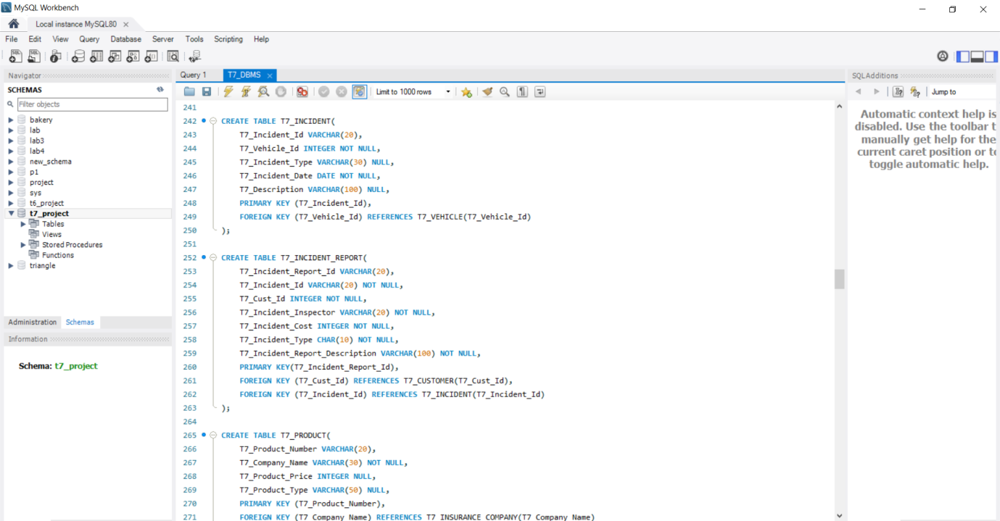 MySQL Workbench
Local instance MySQL80
File Edit View Query Database Server Tools Scripting Help
Navigator
SCHEMAS
Filter objects
bakery
lab
lab3
lab4
new_schema
p1
project
sys
t6_project
t7_project
Tables
Views
Stored Procedures
Functions
triangle
Administration Schemas
Information
Schema: t7_project
Query 1 T7_DBMS
Limit to 1000 rows
241
242 CREATE TABLE T7_INCIDENT(
243 T7_Incident_Id VARCHAR(20),
244 T7_Vehicle_Id INTEGER NOT NULL,
245 T7_Incident_Type VARCHAR(30) NULL,
246 T7_Incident_Date DATE NOT NULL,
247 T7_Description VARCHAR(100) NULL,
248 PRIMARY KEY (T7_Incident_Id),
249 FOREIGN KEY (T7_Vehicle_Id) REFERENCES T7_VEHICLE(T7_Vehicle_Id)
250 );
251
252 CREATE TABLE T7_INCIDENT_REPORT(
253 T7_Incident_Report_Id VARCHAR(20),
254 T7_Incident_Id VARCHAR(20) NOT NULL,
255 T7_Cust_Id INTEGER NOT NULL,
256 T7_Incident_Inspector VARCHAR(20) NOT NULL,
257 T7_Incident_Cost INTEGER NOT NULL,
258 T7_Incident_Type CHAR(10) NOT NULL,
259 T7_Incident_Report_Description VARCHAR(100) NOT NULL,
260 PRIMARY KEY(T7_Incident_Report_Id),
261 FOREIGN KEY (T7_Cust_Id) REFERENCES T7_CUSTOMER(T7_Cust_Id),
262 FOREIGN KEY (T7_Incident_Id) REFERENCES T7_INCIDENT(T7_Incident_Id)
263 );
264
265 CREATE TABLE T7_PRODUCT(
266 T7_Product_Number VARCHAR(20),
267 T7_Company_Name VARCHAR(30) NOT NULL,
268 T7_Product_Price INTEGER NULL,
269 T7_Product_Type VARCHAR(50) NULL,
270 PRIMARY KEY (T7_Product_Number),
271 FOREIGN KEY (T7_Company_Name) REFERENCES T7_INSURANCE_COMPANY(T7_Company_Name)
SQLAdditions
Jump to
Automatic context help is
disabled. Use the toolbar t
manually get help for the
current caret position or to
toggle automatic help.